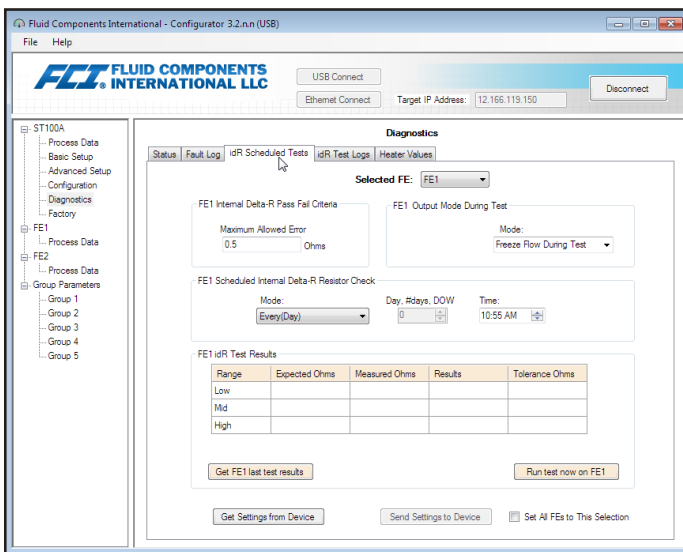 Fluid Components International - Configurator 3.2.n.n (USB)
File Help
FCI FLUID COMPONENTS
® INTERNATIONAL LLC
USB Connect
Ethernet Connect
Target IP Address: 12.166.119.150
Disconnect
ST100A
Process Data
Basic Setup
Advanced Setup
Configuration
Diagnostics
Factory
FE1
Process Data
FE2
Process Data
Group Parameters
Group 1
Group 2
Group 3
Group 4
Group 5
Diagnostics
Status Fault Log idR Scheduled Tests idR Test Logs Heater Values
Selected FE: FE1
FE1 Internal Delta-R Pass Fail Criteria
Maximum Allowed Error
0.5 Ohms
FE1 Output Mode During Test
Mode:
Freeze Flow During Test
FE1 Scheduled Internal Delta-R Resistor Check
Mode: Day, #days, DOW Time:
Every(Day) 0 10:55 AM
FE1 idR Test Results
Range Expected Ohms Measured Ohms Results Tolerance Ohms
Low
Mid
High
Get FE1 last test results
Run test now on FE1
Get Settings from Device
Send Settings to Device
Set All FEs to This Selection